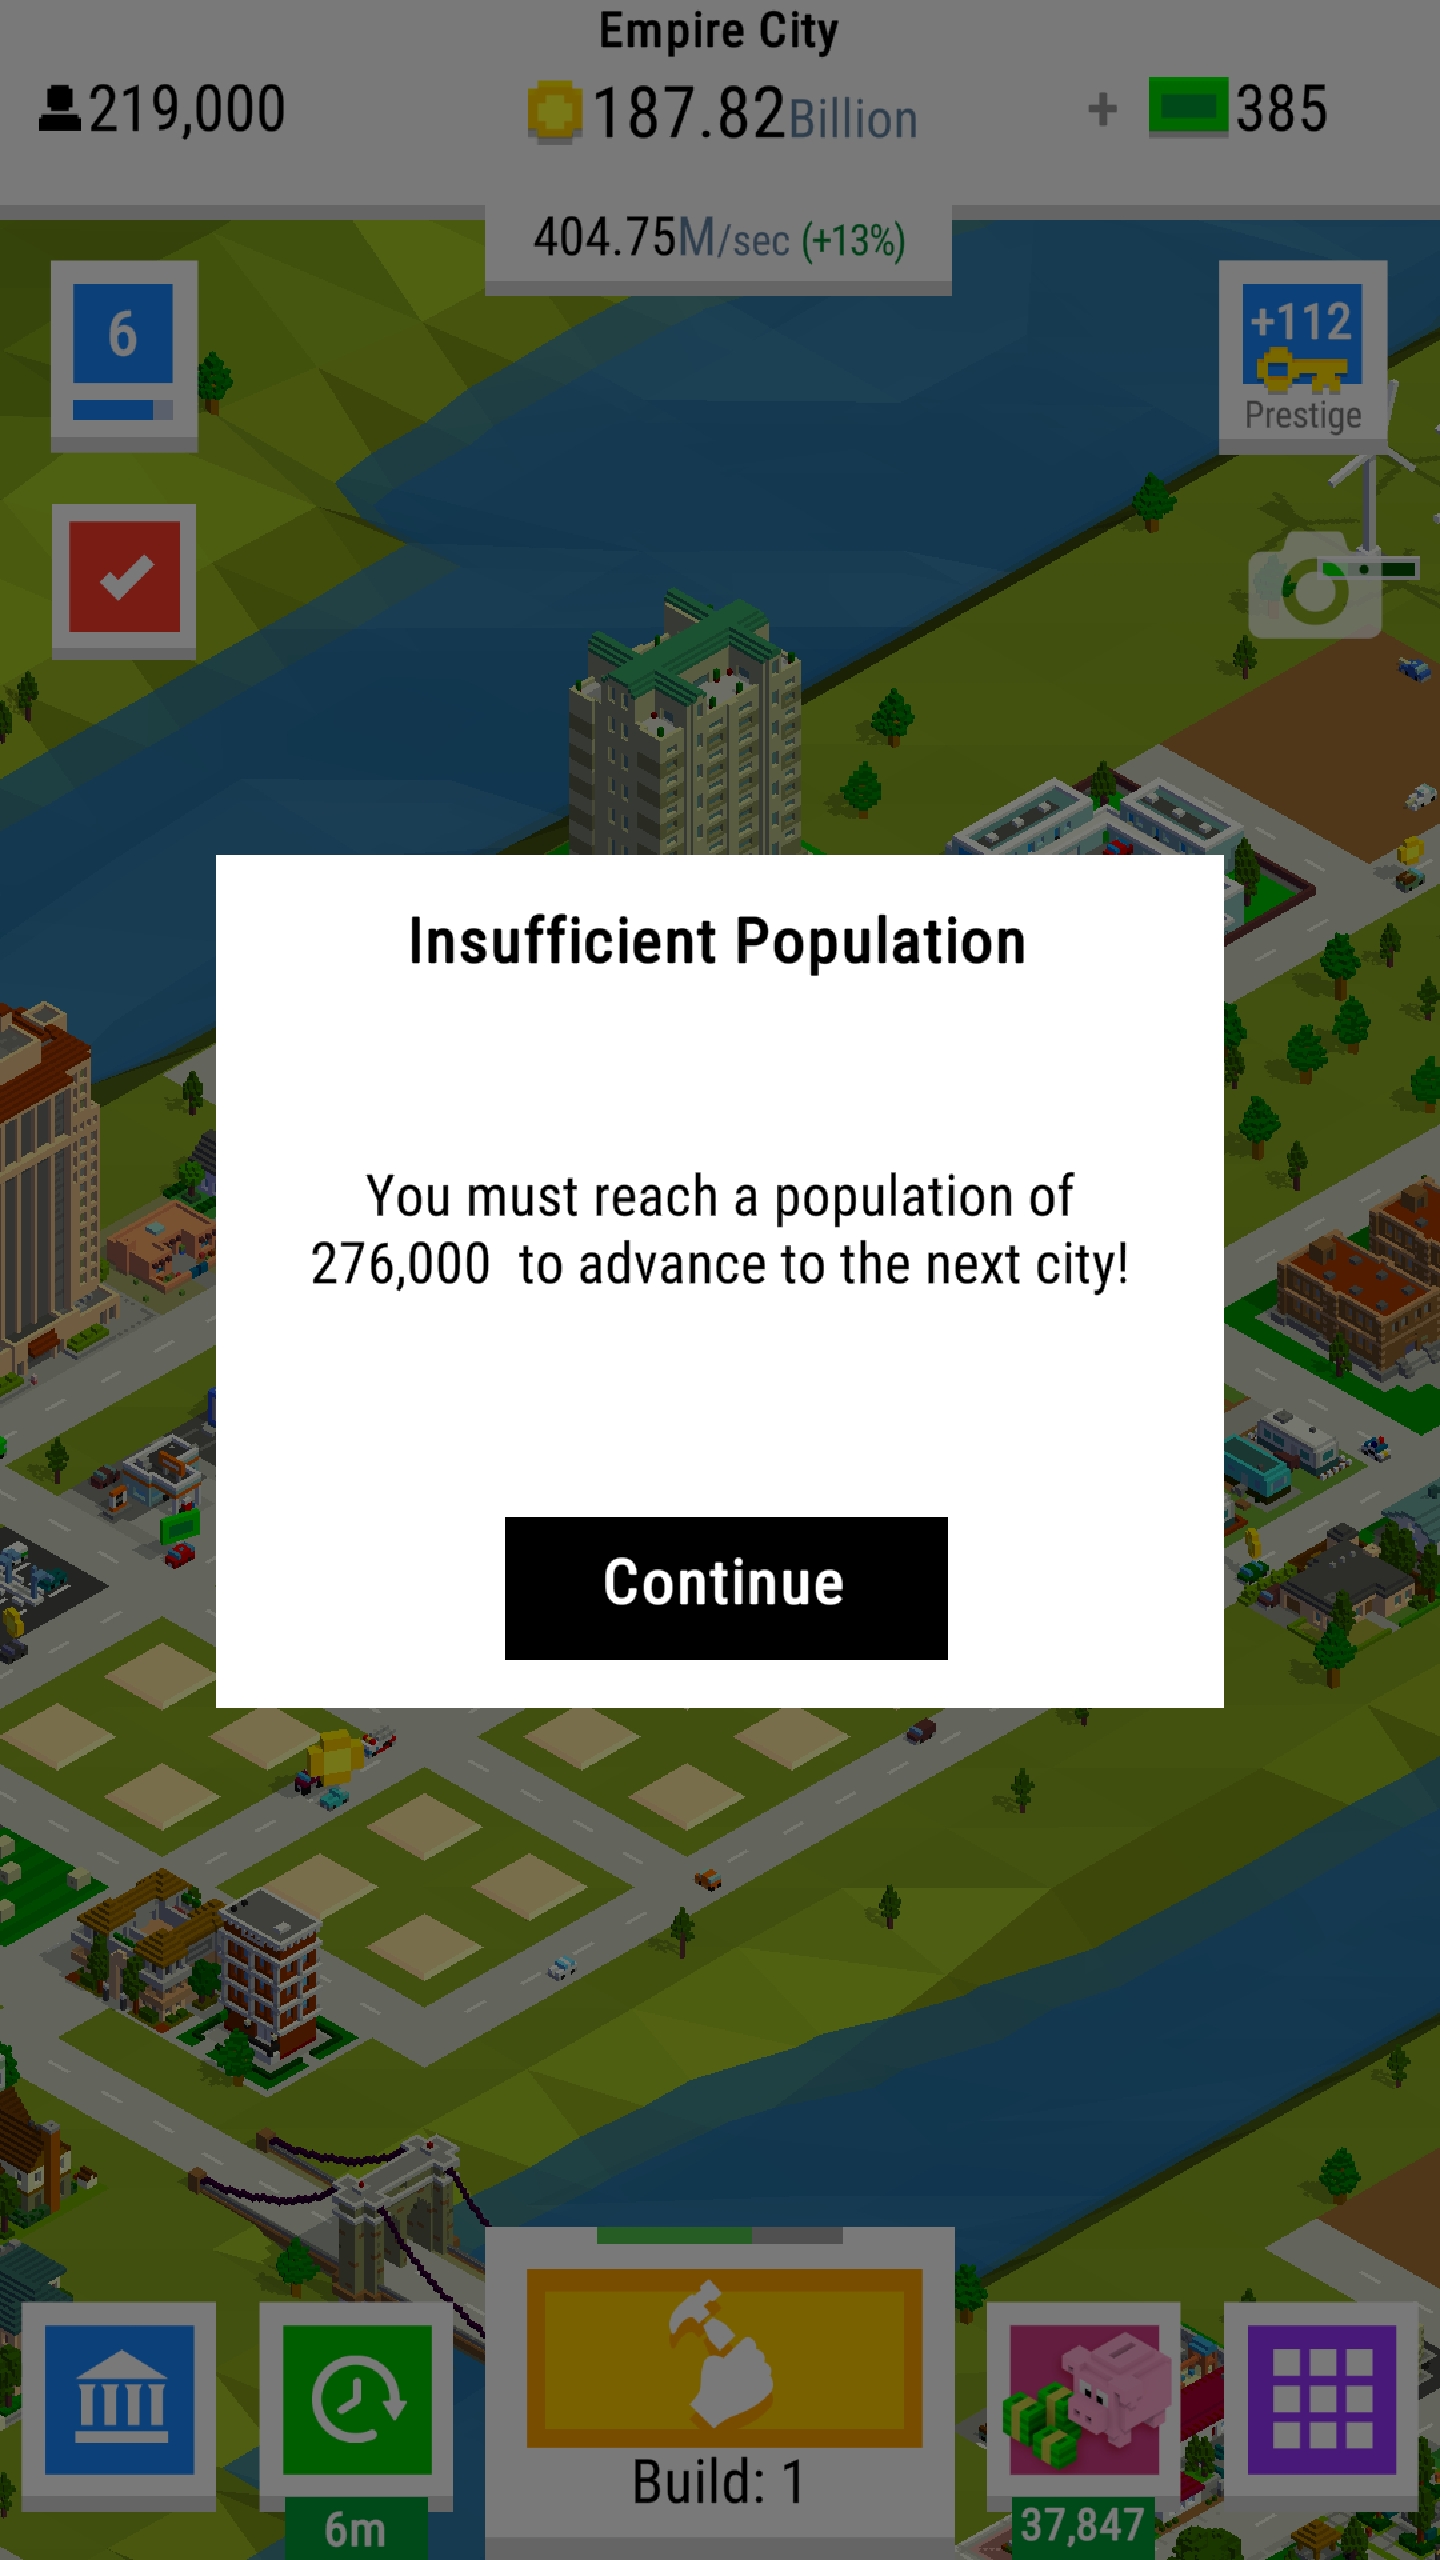 Empire City
219,000
187.82Billion
+ 385
404.75M/sec (+13%)
6
+112
Prestige
Insufficient Population
You must reach a population of
276,000 to advance to the next city!
Continue
Build: 1
6m
37,847